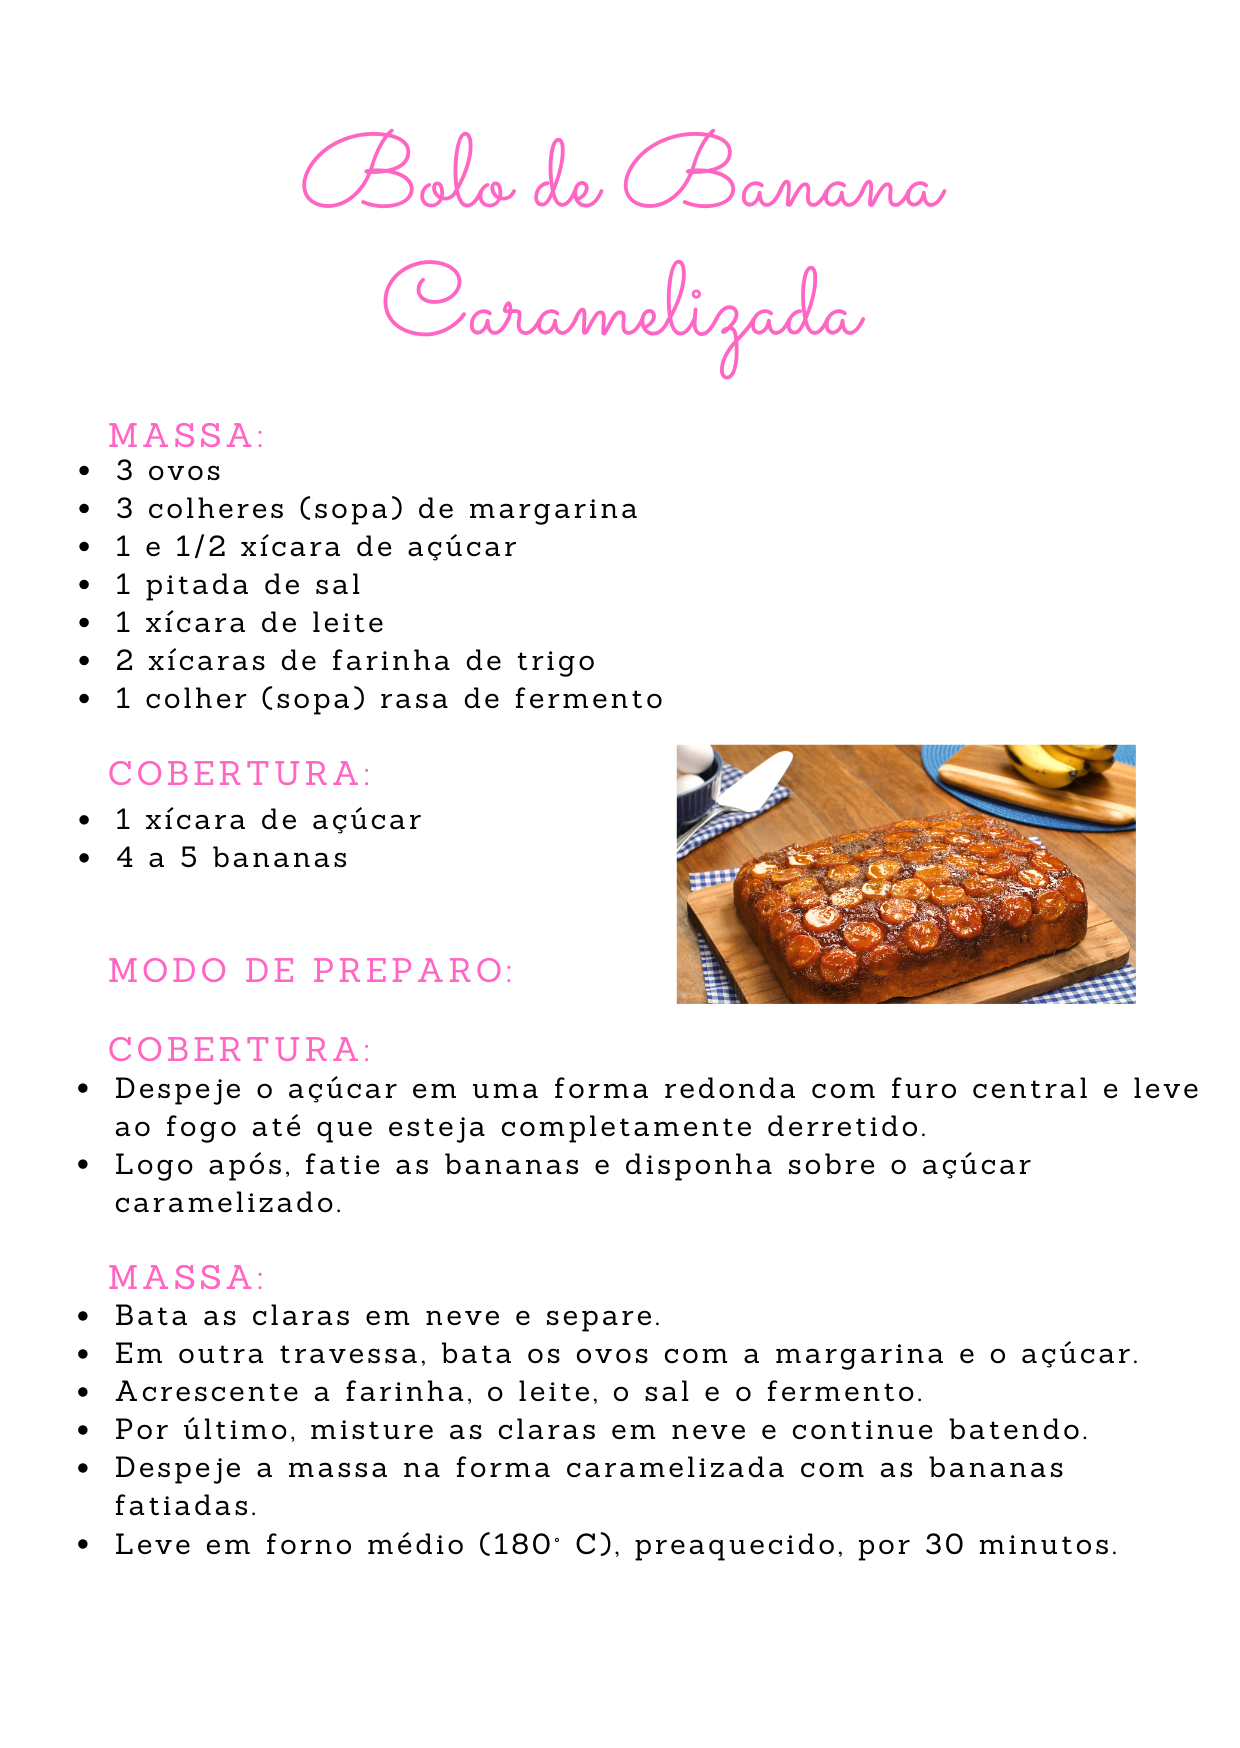 Bolo de Banana
Caramelizada
MASSA:
3 ovos
3 colheres (sopa) de margarina
1 e 1/2 xícara de açúcar
1 pitada de sal
1 xícara de leite
2 xícaras de farinha de trigo
1 colher (sopa) rasa de fermento
COBERTURA:
1 xícara de açúcar
4 a 5 bananas
MODO DE PREPARO:
COBERTURA:
Despeje o açúcar em uma forma redonda com furo central e leve
ao fogo até que esteja completamente derretido.
Logo após, fatie as bananas e disponha sobre o açúcar
caramelizado.
MASSA:
Bata as claras em neve e separe.
Em outra travessa, bata os ovos com a margarina e o açúcar.
Acrescente a farinha, o leite, o sal e o fermento.
Por último, misture as claras em neve e continue batendo.
Despeje a massa na forma caramelizada com as bananas
fatiadas.
Leve em forno médio (180° C), preaquecido, por 30 minutos.